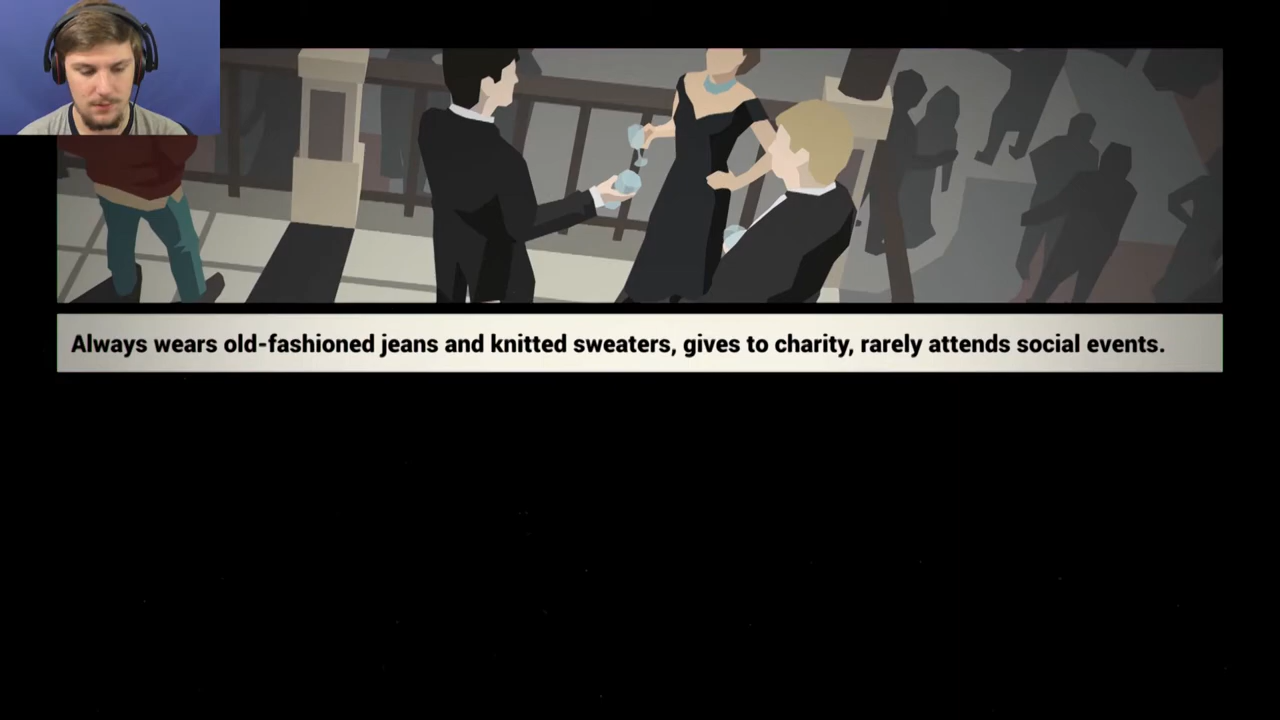 Always wears old-fashioned jeans and knitted sweaters, gives to charity, rarely attends social events.